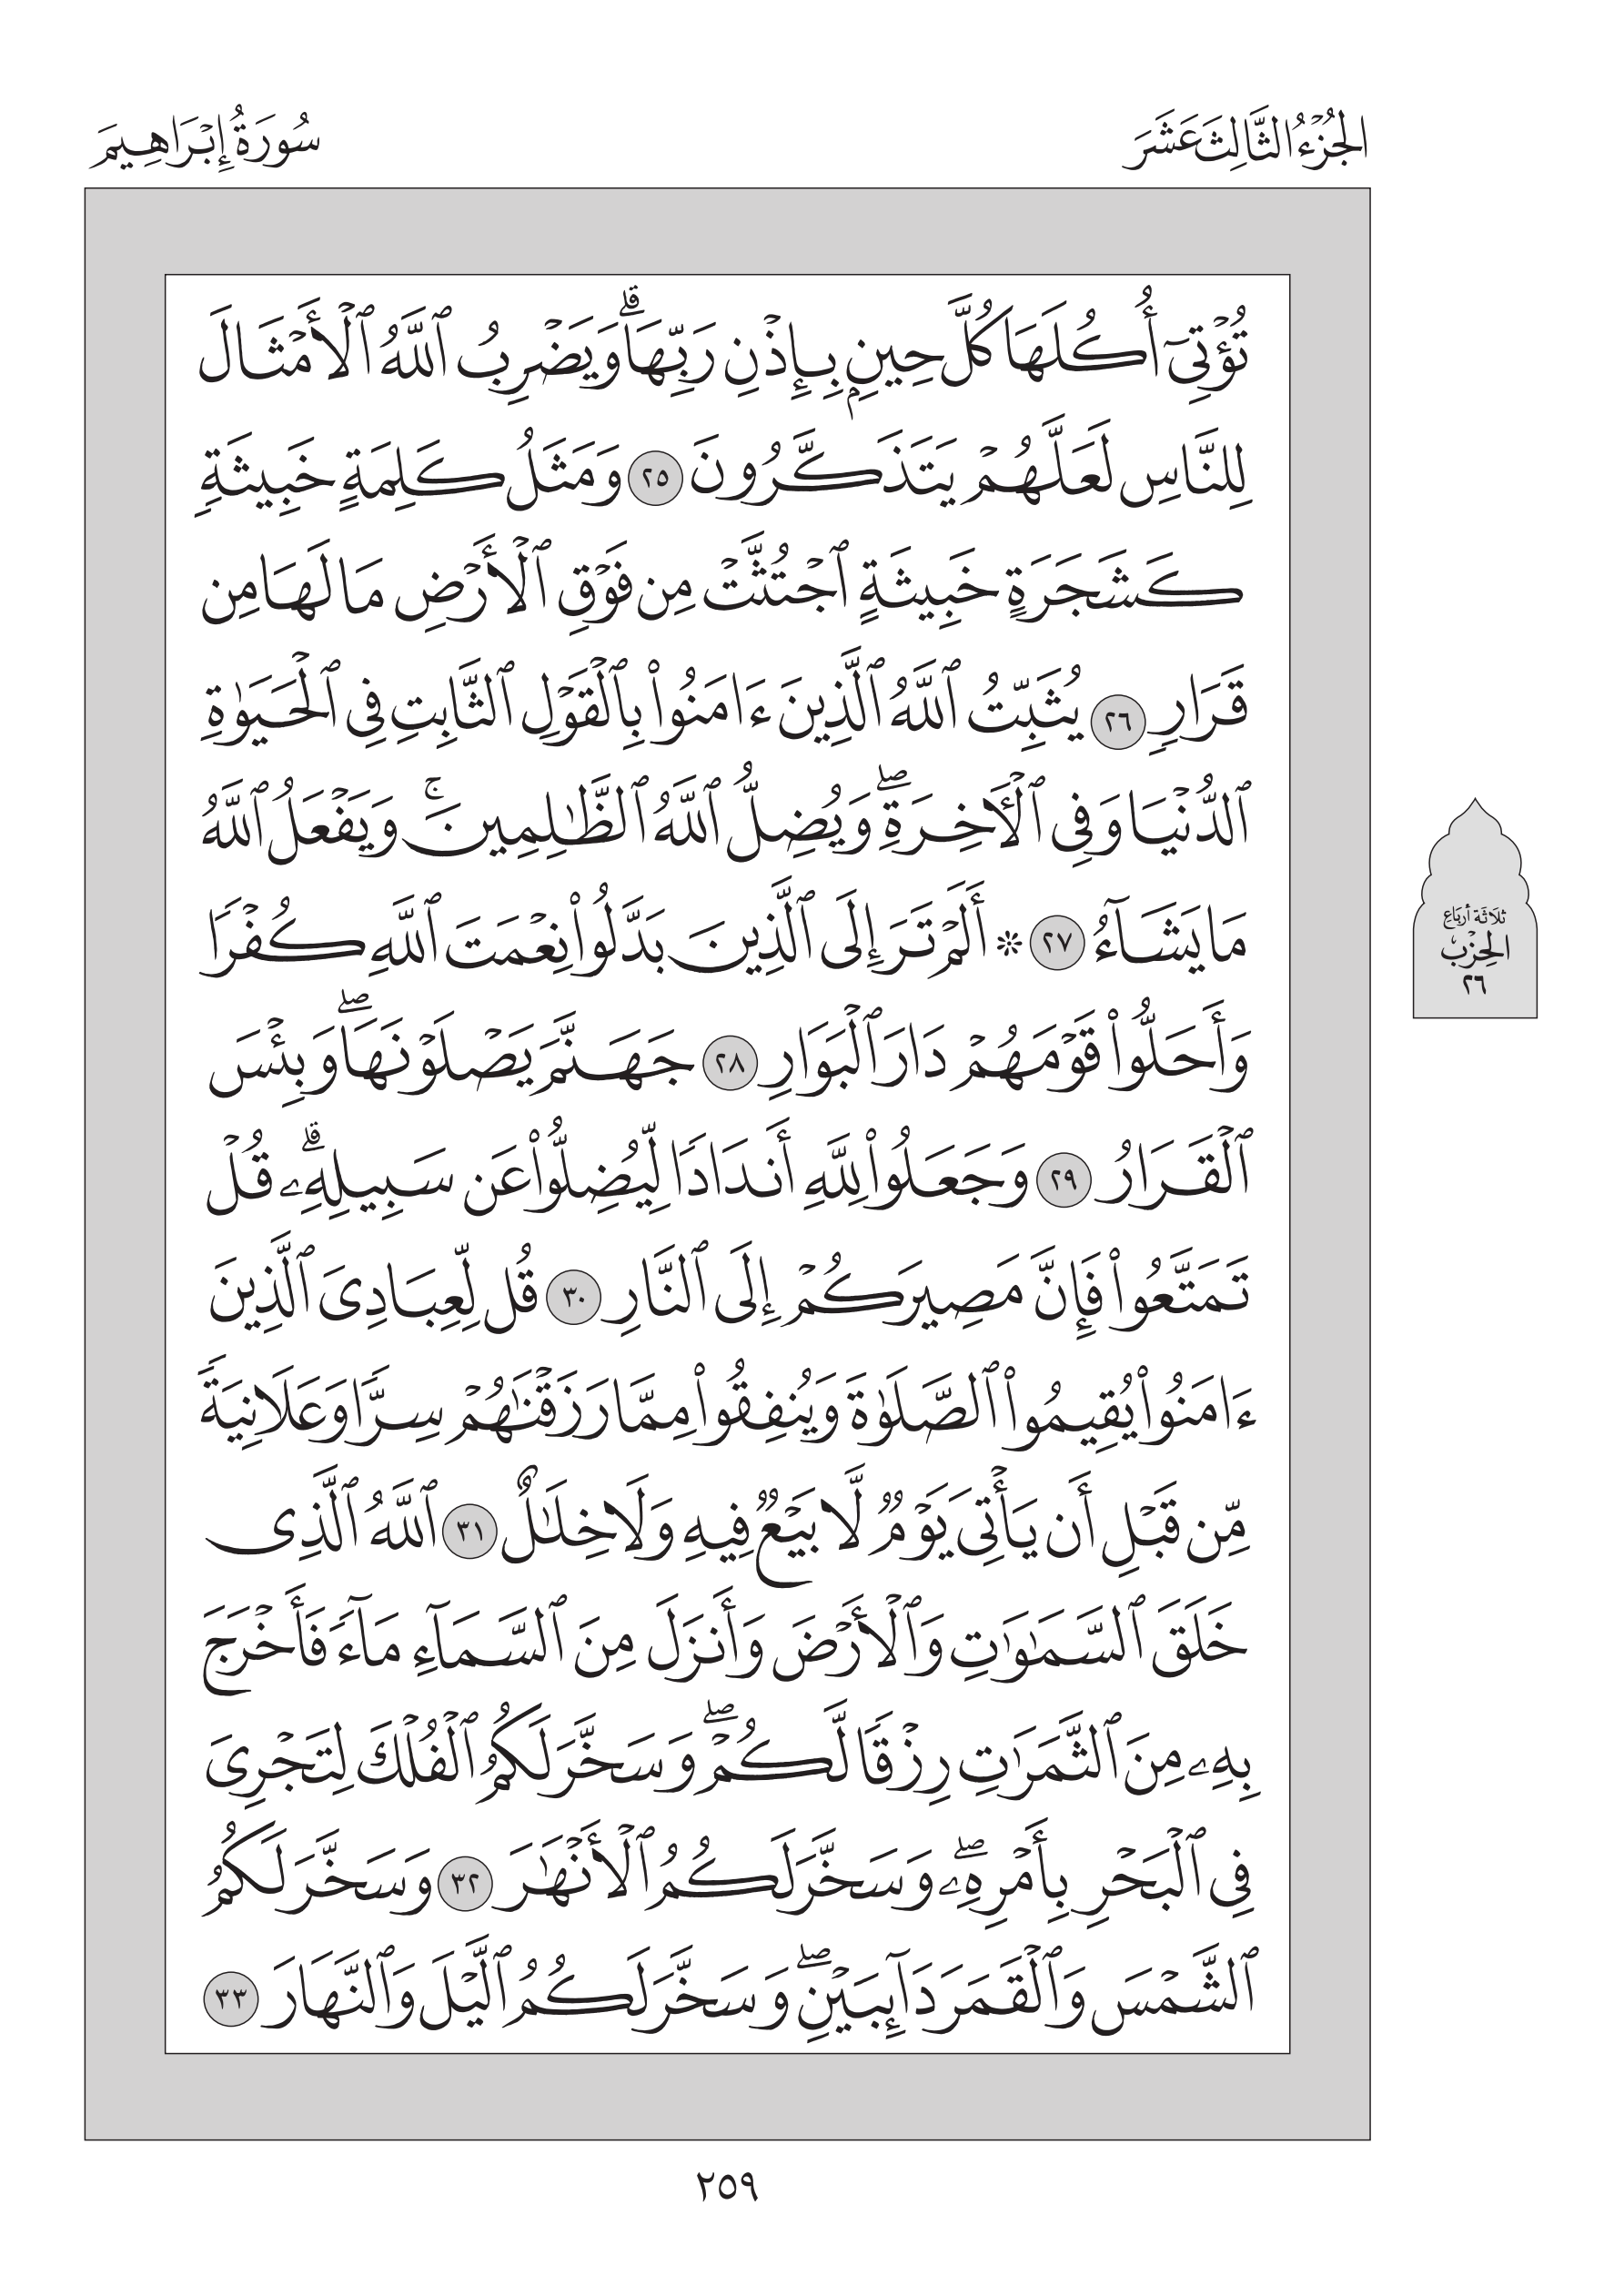 الجُزْءُ الثَّالِثَ عَشَرَ
سُورَةُ إِبْرَاهِيمَ
تُؤْتِىٓ أُكُلَهَا كُلَّ حِينِۭ بِإِذْنِ رَبِّهَاۗ وَيَضْرِبُ ٱللَّهُ ٱلْأَمْثَالَ
لِلنَّاسِ لَعَلَّهُمْ يَتَذَكَّرُونَ ٢٥ وَمَثَلُ كَلِمَةٍ خَبِيثَةٍ
كَشَجَرَةٍ خَبِيثَةٍ ٱجْتُثَّتْ مِن فَوْقِ ٱلْأَرْضِ مَا لَهَا مِن
قَرَارٍ ٢٦ يُثَبِّتُ ٱللَّهُ ٱلَّذِينَ ءَامَنُوا۟ بِٱلْقَوْلِ ٱلثَّابِتِ فِى ٱلْحَيَوٰةِ
ٱلدُّنْيَا وَفِى ٱلْـَٔاخِرَةِۖ وَيُضِلُّ ٱللَّهُ ٱلظَّـٰلِمِينَۚ وَيَفْعَلُ ٱللَّهُ
مَا يَشَآءُ ٢٧ ۞ أَلَمْ تَرَ إِلَى ٱلَّذِينَ بَدَّلُوا۟ نِعْمَتَ ٱللَّهِ كُفْرًا
وَأَحَلُّوا۟ قَوْمَهُمْ دَارَ ٱلْبَوَارِ ٢٨ جَهَنَّمَ يَصْلَوْنَهَاۖ وَبِئْسَ
ٱلْقَرَارُ ٢٩ وَجَعَلُوا۟ لِلَّهِ أَندَادًا لِّيُضِلُّوا۟ عَن سَبِيلِهِۦۗ قُلْ
تَمَتَّعُوا۟ فَإِنَّ مَصِيرَكُمْ إِلَى ٱلنَّارِ ٣٠ قُل لِّعِبَادِىَ ٱلَّذِينَ
ءَامَنُوا۟ يُقِيمُوا۟ ٱلصَّلَوٰةَ وَيُنفِقُوا۟ مِمَّا رَزَقْنَـٰهُمْ سِرًّا وَعَلَانِيَةً
مِّن قَبْلِ أَن يَأْتِىَ يَوْمٌ لَّا بَيْعٌ فِيهِ وَلَا خِلَـٰلٌ ٣١ ٱللَّهُ ٱلَّذِى
خَلَقَ ٱلسَّمَـٰوَٰتِ وَٱلْأَرْضَ وَأَنزَلَ مِنَ ٱلسَّمَآءِ مَآءً فَأَخْرَجَ
بِهِۦ مِنَ ٱلثَّمَرَٰتِ رِزْقًا لَّكُمْۖ وَسَخَّرَ لَكُمُ ٱلْفُلْكَ لِتَجْرِىَ
فِى ٱلْبَحْرِ بِأَمْرِهِۦۖ وَسَخَّرَ لَكُمُ ٱلْأَنْهَـٰرَ ٣٢ وَسَخَّرَ لَكُمُ
ٱلشَّمْسَ وَٱلْقَمَرَ دَآئِبَيْنِۖ وَسَخَّرَ لَكُمُ ٱلَّيْلَ وَٱلنَّهَارَ ٣٣
ثَلَاثَة أَرْبَاعِ
الحِزْب
٢٦
٢٥٩